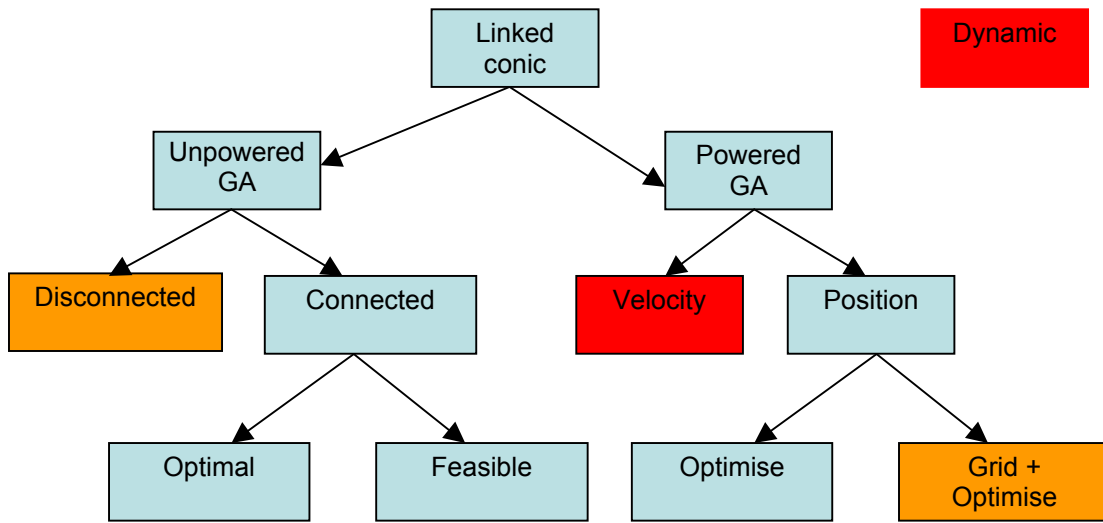 Linked
conic
Dynamic
Unpowered
GA
Powered
GA
Disconnected
Connected
Velocity
Position
Optimal
Feasible
Optimise
Grid +
Optimise